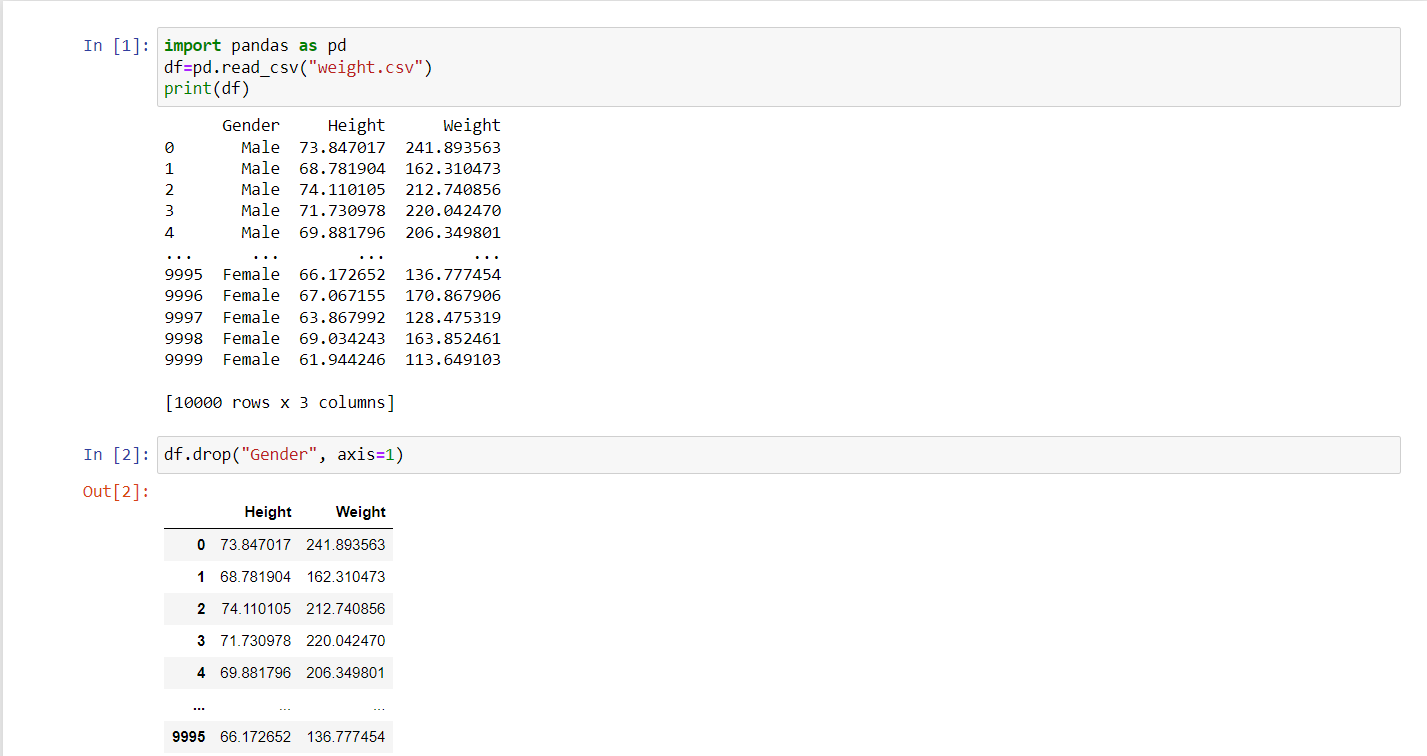 In [1]: import pandas as pd
df=pd.read_csv("weight.csv")
print(df)
Gender Height Weight
0 Male 73.847017 241.893563
1 Male 68.781904 162.310473
2 Male 74.110105 212.740856
3 Male 71.730978 220.042470
4 Male 69.881796 206.349801
... ... ... ...
9995 Female 66.172652 136.777454
9996 Female 67.067155 170.867906
9997 Female 63.867992 128.475319
9998 Female 69.034243 163.852461
9999 Female 61.944246 113.649103
[10000 rows x 3 columns]
In [2]: df.drop("Gender", axis=1)
Out[2]:
Height Weight
0 73.847017 241.893563
1 68.781904 162.310473
2 74.110105 212.740856
3 71.730978 220.042470
4 69.881796 206.349801
... ... ...
9995 66.172652 136.777454